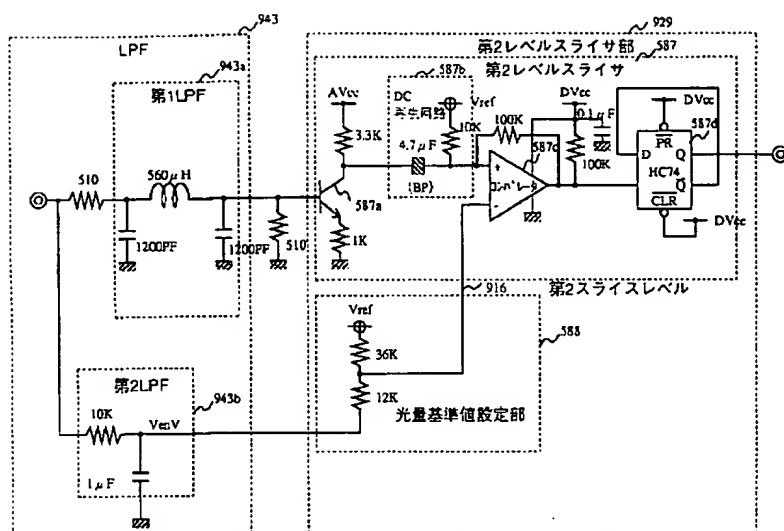 943
929
LPF
第2レベルスライサ部
943a
587
第1LPF
587b
第2レベルスライサ
AVcc
DC
再生回路
Vref
DVcc
DVcc
587d
3.3K
10K
100K
0.1μF
PR
4.7μF
587c
100K
D
Q
510
560μH
+
コンパレータ
HC74
Q
(BP)
-
587a
CLR
1200PF
1200PF
510
1K
DVcc
916
第2スライスレベル
Vref
588
36K
第2LPF
943b
12K
10K
VenV
光量基準値設定部
1μF